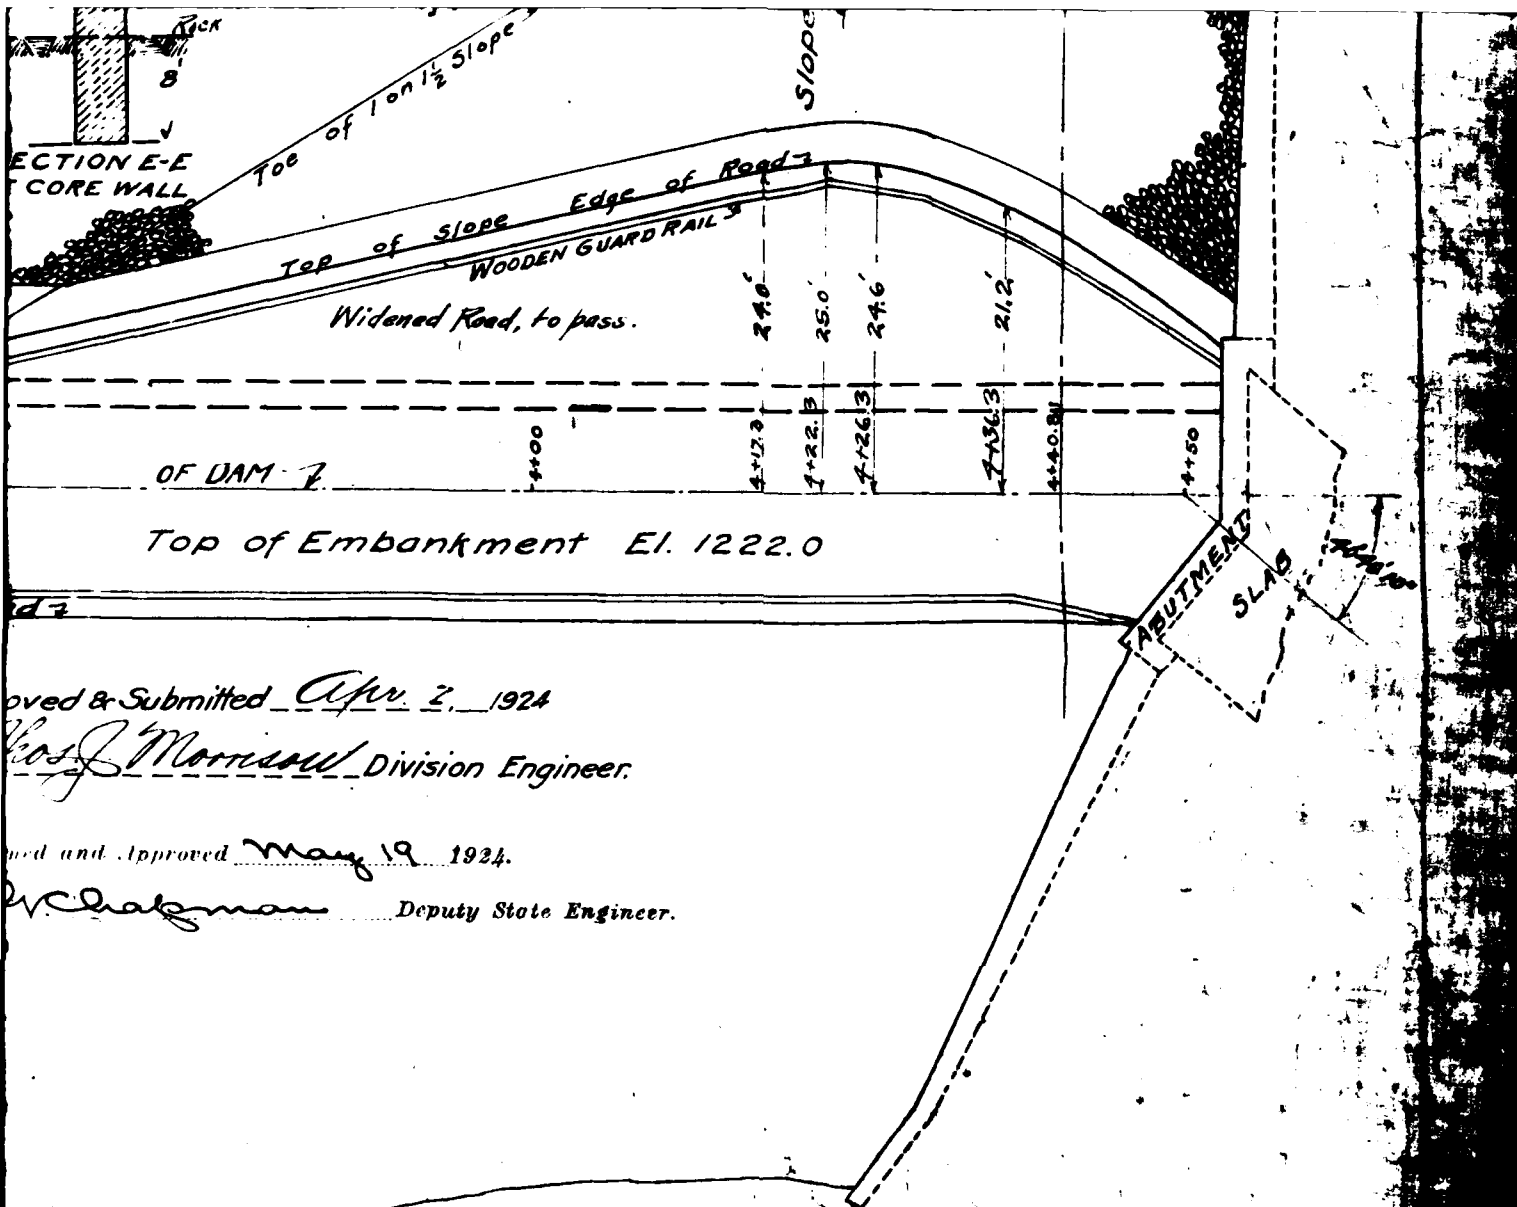 Rock
8'
ECTION E-E
CORE WALL
Toe of 1 on 1½ Slope
Slope
Top of Slope
Edge of Road
WOODEN GUARD RAIL
Widened Road, to pass.
24.0'
25.0'
24.6'
21.2'
4+00
4+17.3
4+22.3
4+26.3
4+36.3
4+40.81
4+50
OF DAM
Top of Embankment El. 1222.0
ABUTMENT
SLAB
oved & Submitted Apr. 2, 1924
Thos J Morrison Division Engineer.
and Approved May 19 1924.
Chapman Deputy State Engineer.